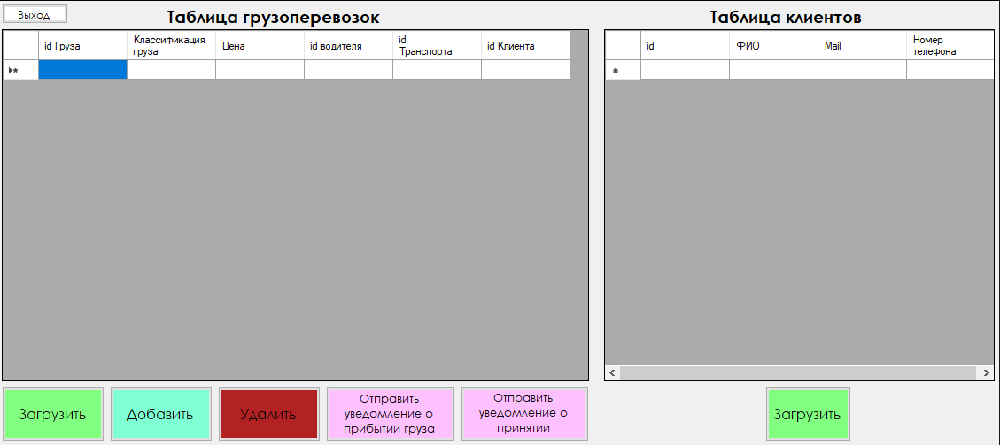 Выход
Таблица грузоперевозок
Таблица клиентов
id Груза
Классификация
груза
Цена
id водителя
id
Транспорта
id Клиента
id
ФИО
Mail
Номер
телефона
Загрузить
Добавить
Удалить
Отправить
уведомление о
прибытии груза
Отправить
уведомление о
принятии
Загрузить